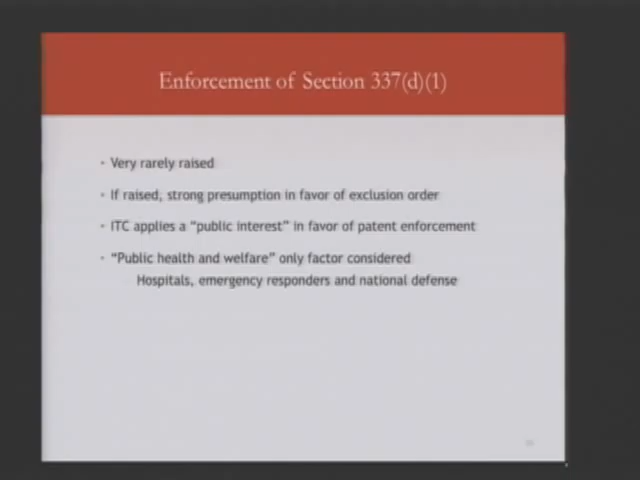 Enforcement of Section 337(d)(1)
• Very rarely raised
• If raised, strong presumption in favor of exclusion order
• ITC applies a “public interest” in favor of patent enforcement
• “Public health and welfare” only factor considered
Hospitals, emergency responders and national defense